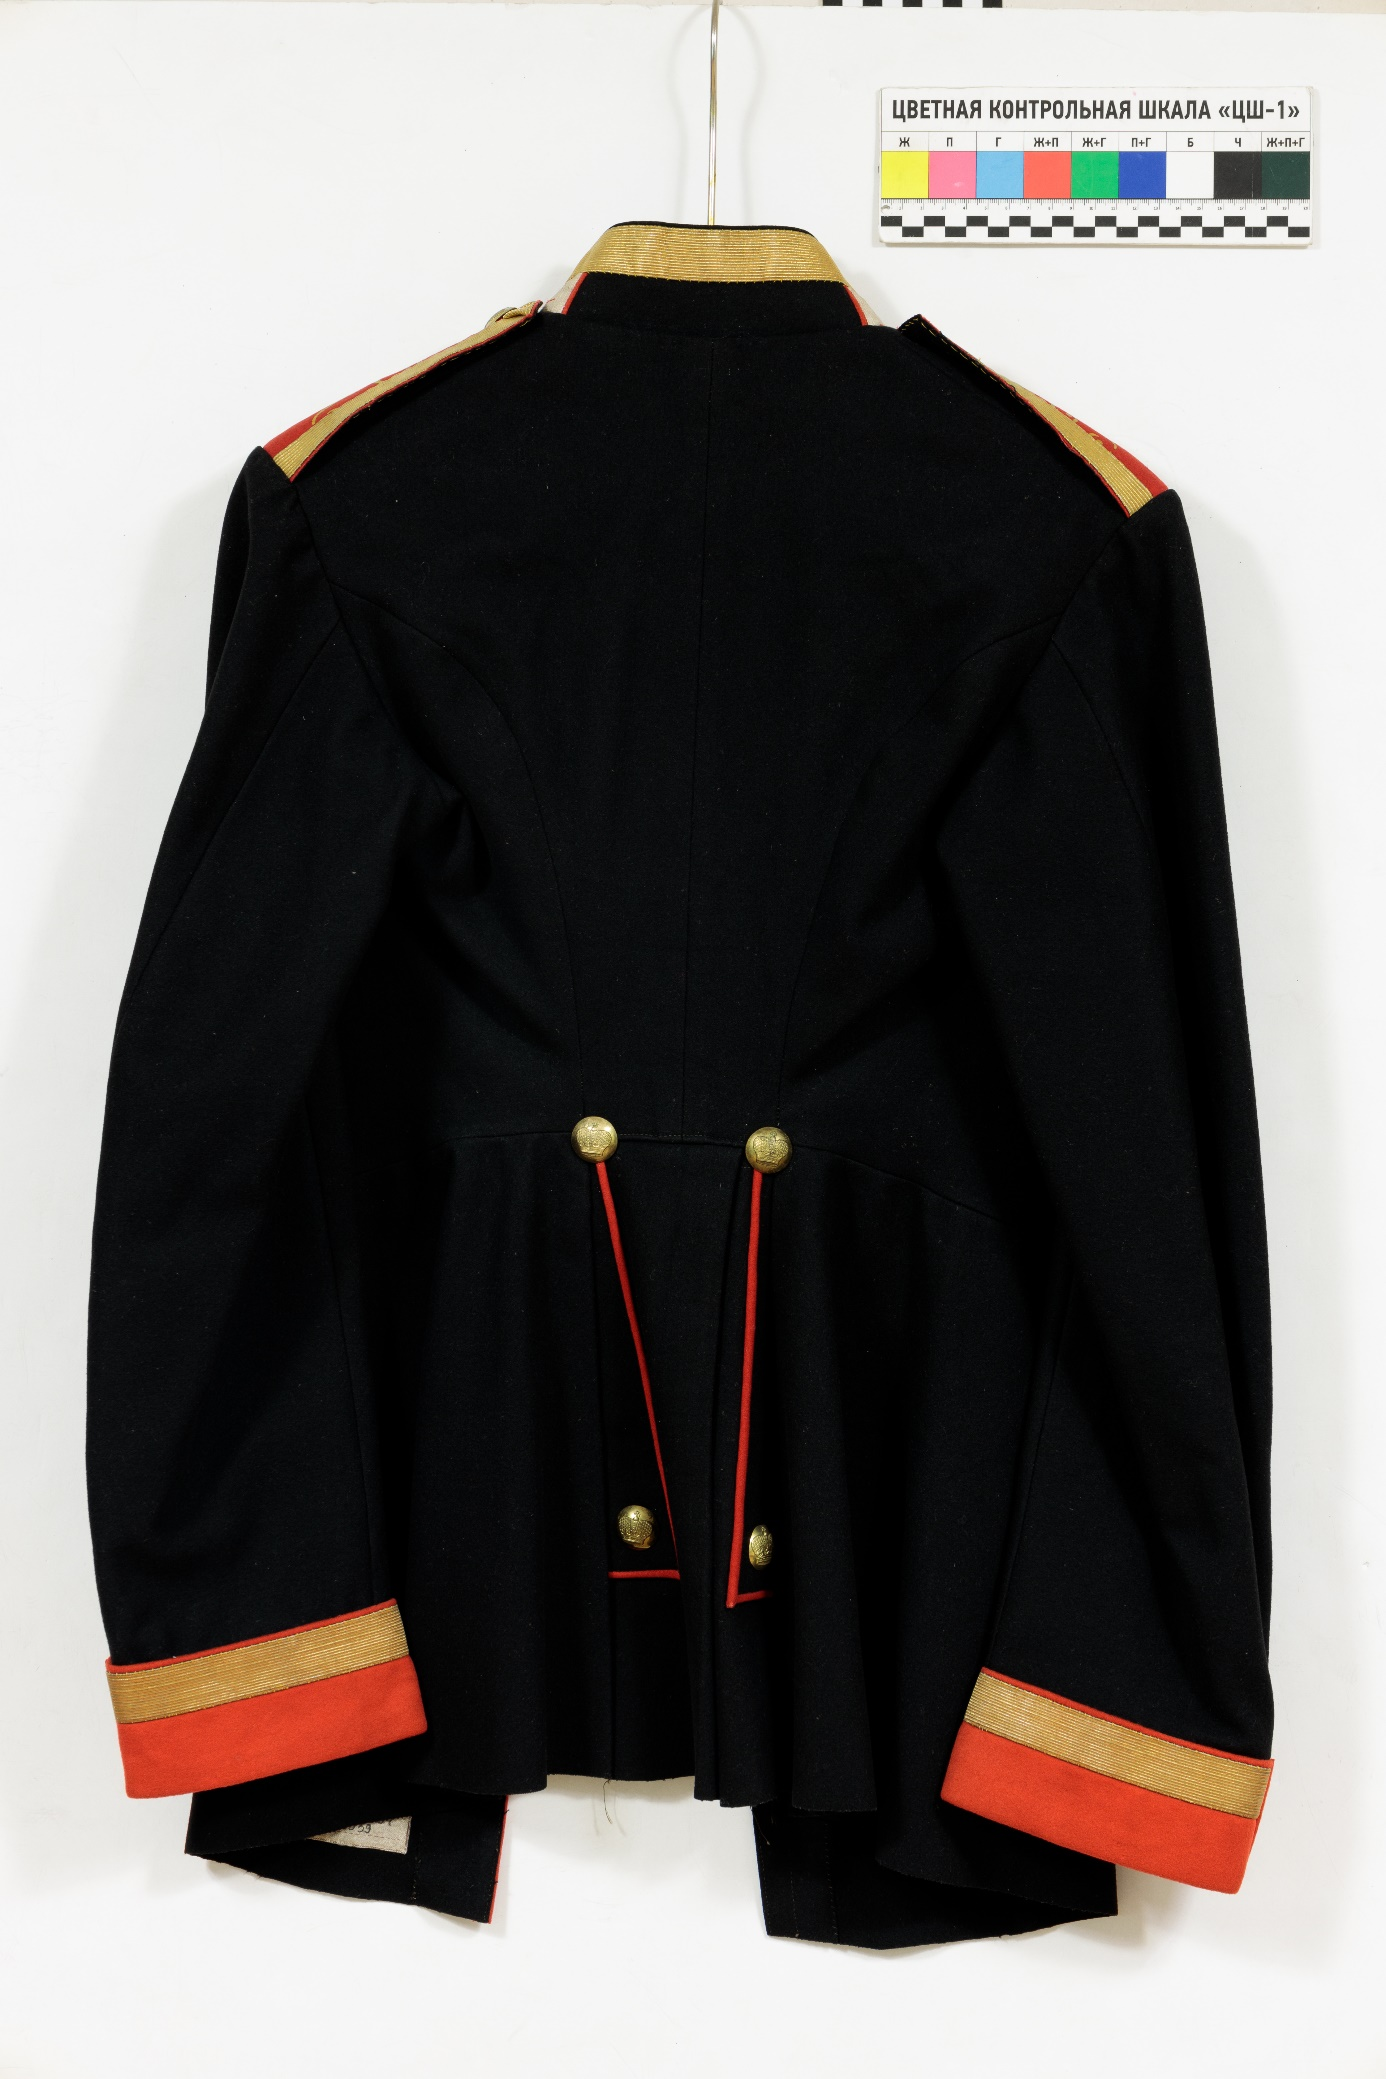 ЦВЕТНАЯ КОНТРОЛЬНАЯ ШКАЛА «ЦШ-1»
Ж П Г Ж+П Ж+Г П+Г Б Ч Ж+П+Г